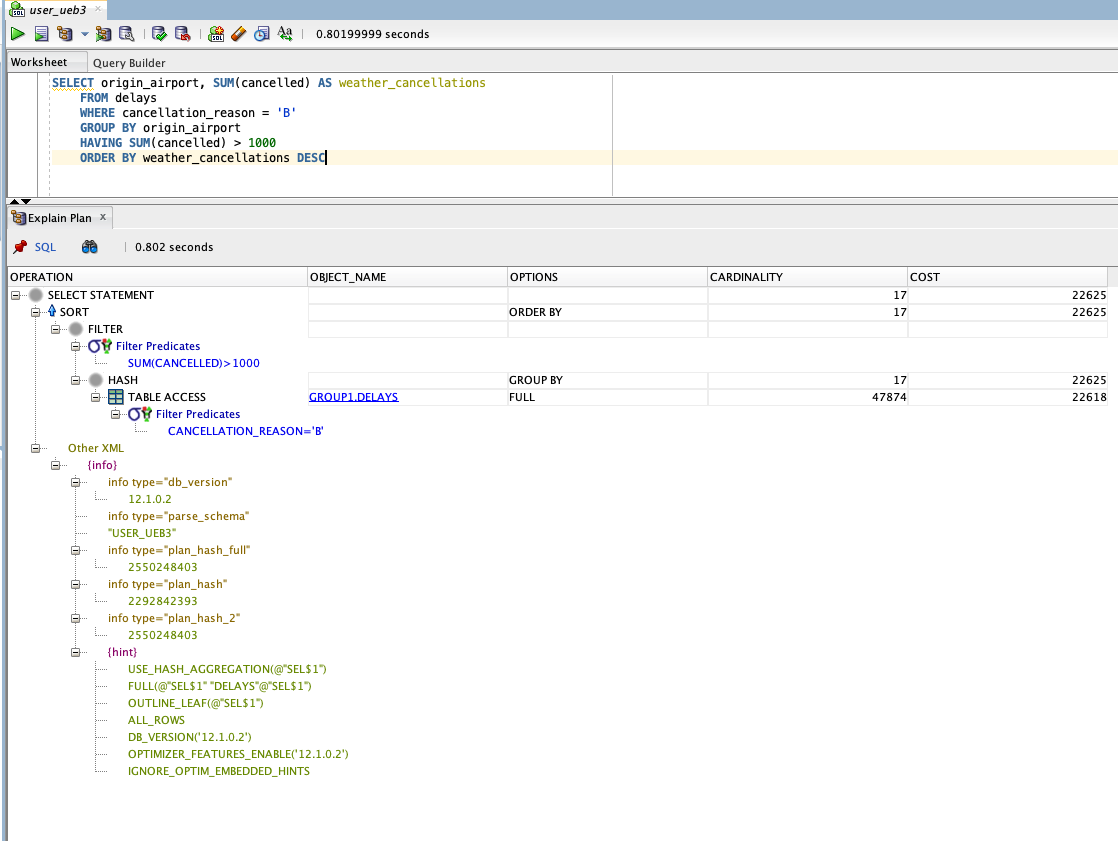 user_ueb3
0.80199999 seconds
Worksheet Query Builder
SELECT origin_airport, SUM(cancelled) AS weather_cancellations
FROM delays
WHERE cancellation_reason = 'B'
GROUP BY origin_airport
HAVING SUM(cancelled) > 1000
ORDER BY weather_cancellations DESC
Explain Plan x
SQL 0.802 seconds
OPERATION OBJECT_NAME OPTIONS CARDINALITY COST
SELECT STATEMENT 17 22625
SORT ORDER BY 17 22625
FILTER
Filter Predicates
SUM(CANCELLED)>1000
HASH GROUP BY 17 22625
TABLE ACCESS GROUP1.DELAYS FULL 47874 22618
Filter Predicates
CANCELLATION_REASON='B'
Other XML
{info}
info type="db_version"
12.1.0.2
info type="parse_schema"
"USER_UEB3"
info type="plan_hash_full"
2550248403
info type="plan_hash"
2292842393
info type="plan_hash_2"
2550248403
{hint}
USE_HASH_AGGREGATION(@"SEL$1")
FULL(@"SEL$1" "DELAYS"@"SEL$1")
OUTLINE_LEAF(@"SEL$1")
ALL_ROWS
DB_VERSION('12.1.0.2')
OPTIMIZER_FEATURES_ENABLE('12.1.0.2')
IGNORE_OPTIM_EMBEDDED_HINTS